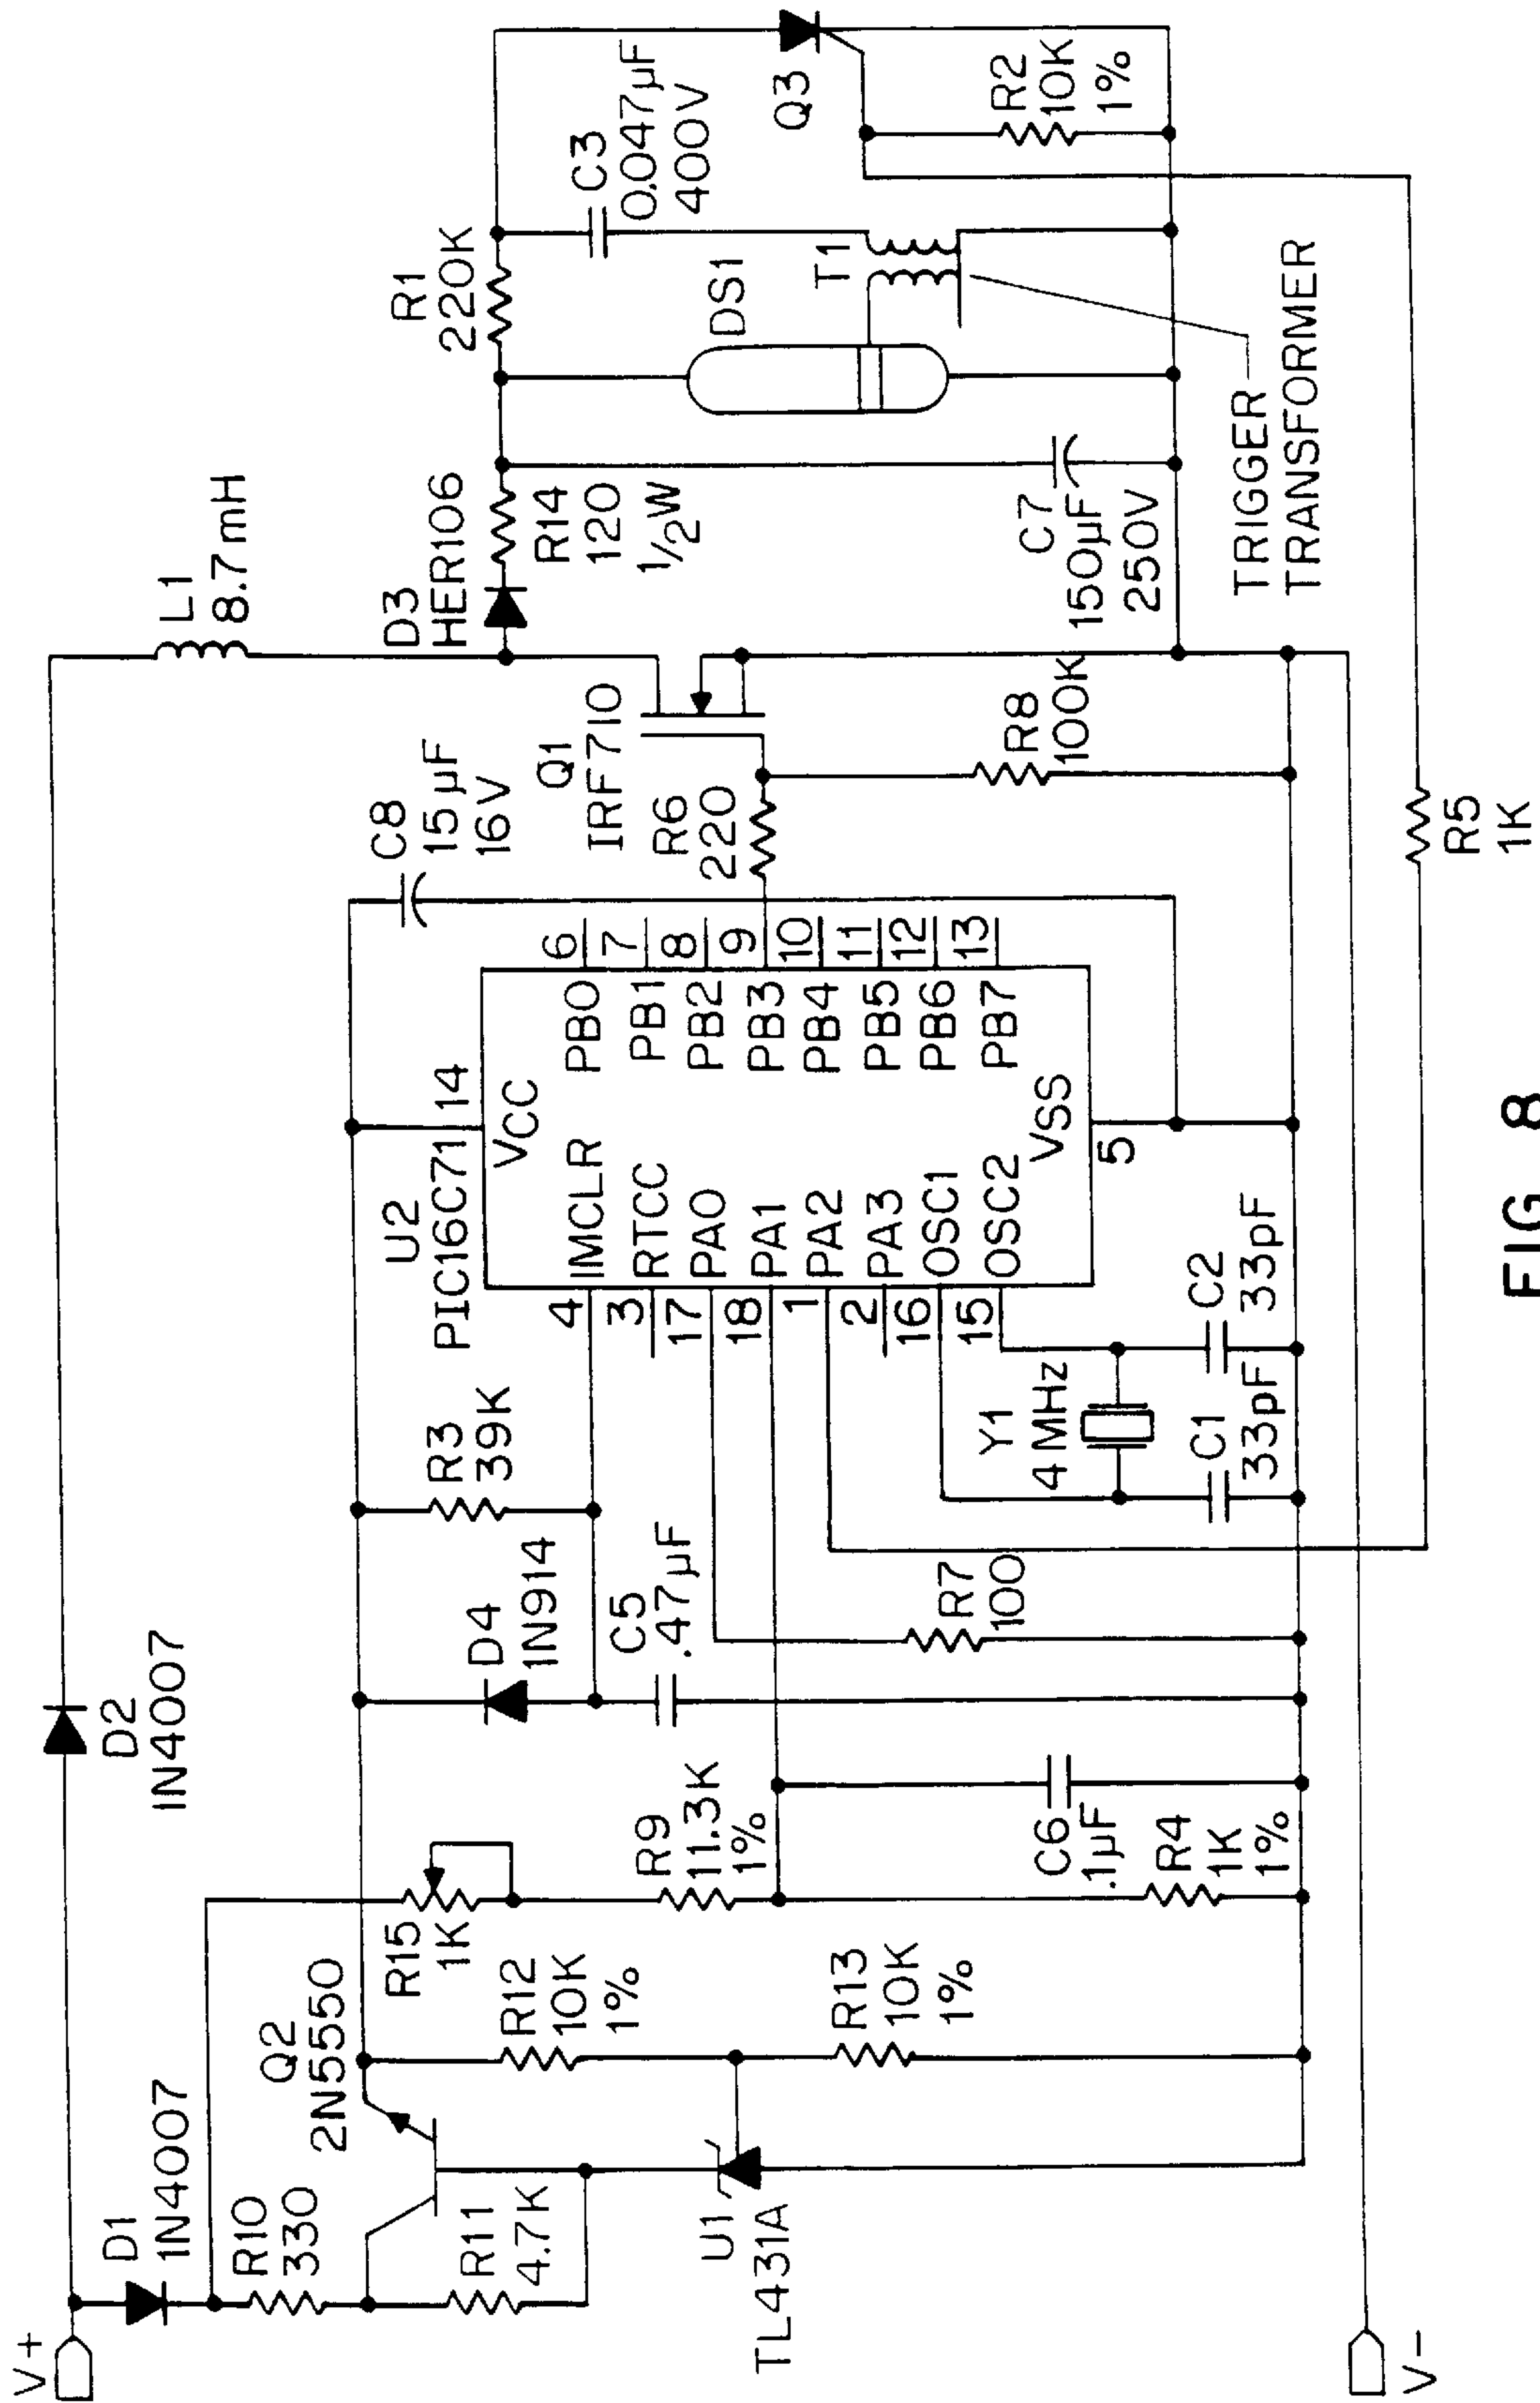 V+
D1
1N4007
D2
1N4007
R10
330
R11
4.7K
Q2
2N5550
U1
TL431A
R12
10K
1%
R13
10K
1%
R15
1K
R9
11.3K
1%
R4
1K
1%
C6
.1µF
D4
1N914
C5
.47µF
R7
100
R3
39K
Y1
4MHz
C1
33pF
C2
33pF
U2
PIC16C71
14
VCC
4
IMCLR
3
RTCC
17
PA0
18
PA1
1
PA2
2
PA3
16
OSC1
15
OSC2
VSS
5
PB0
6
PB1
7
PB2
8
PB3
9
PB4
10
PB5
11
PB6
12
PB7
13
C8
15µF
16V
R6
220
Q1
IRF710
R8
100K
L1
8.7mH
D3
HER106
R14
120
1/2W
C7
150µF
250V
R1
220K
DS1
T1
C3
0.047µF
400V
Q3
R2
10K
1%
TRIGGER
TRANSFORMER
R5
1K
V-
FIG. 8